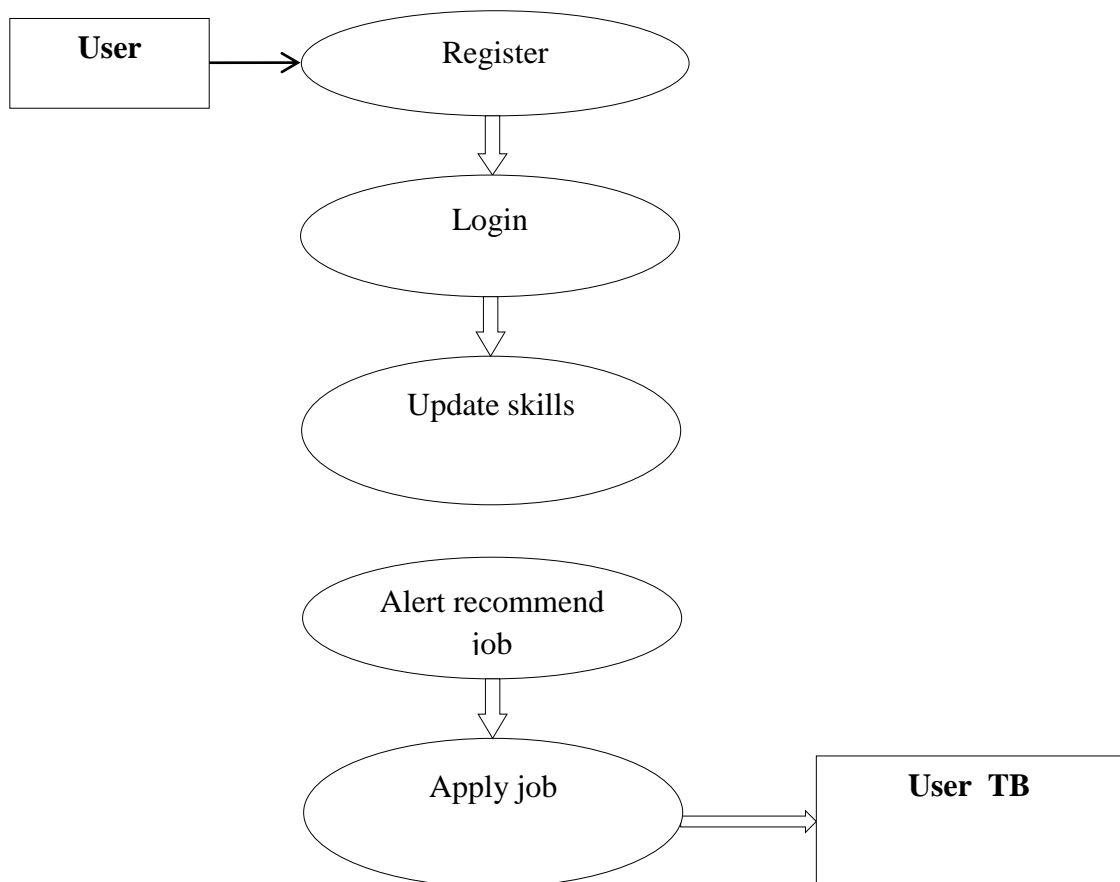 User
Register
Login
Update skills
Alert recommend
job
Apply job
User TB